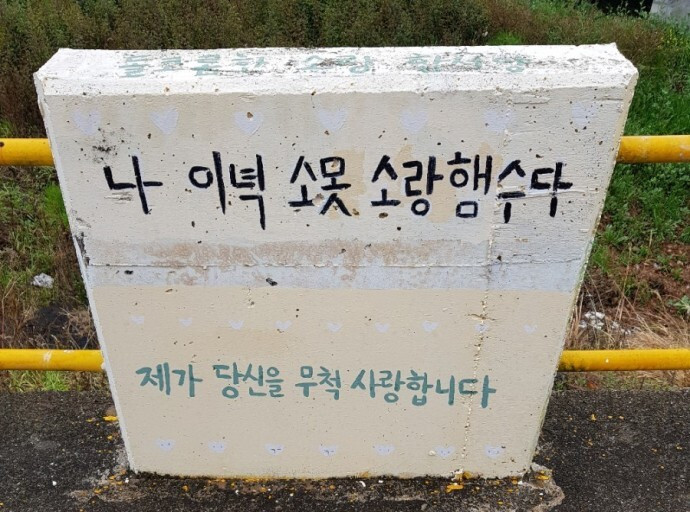 나 이녁 소못 소랑햄수다
제가 당신을 무척 사랑합니다